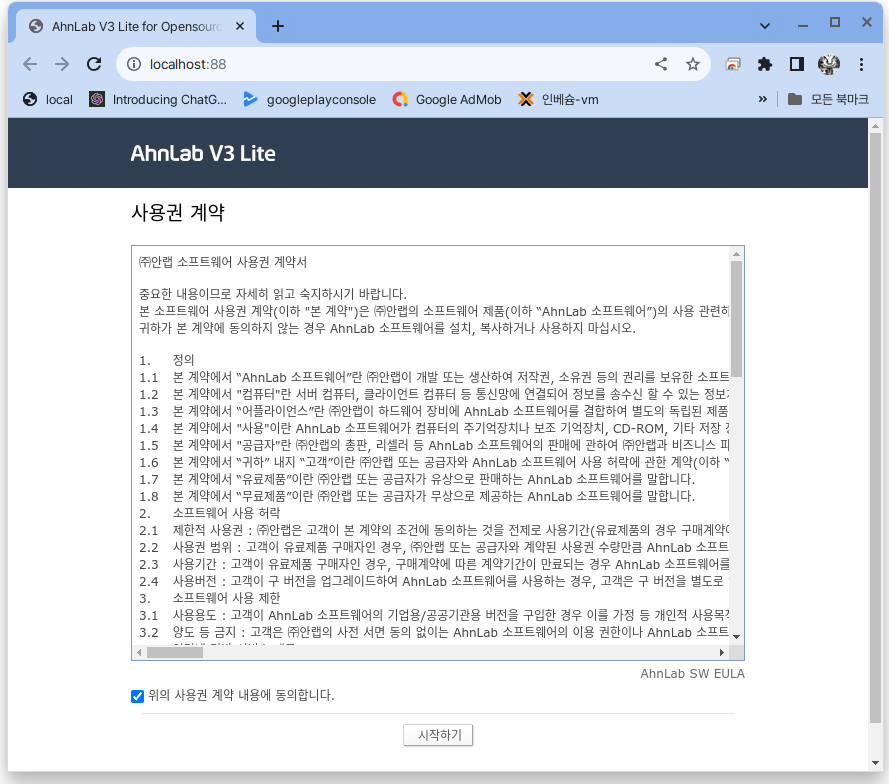 AhnLab V3 Lite for Opensourc
localhost:88
local
Introducing ChatG...
googleplayconsole
Google AdMob
인베슘-vm
»
모든 북마크
AhnLab V3 Lite
사용권 계약
㈜안랩 소프트웨어 사용권 계약서
중요한 내용이므로 자세히 읽고 숙지하시기 바랍니다.
본 소프트웨어 사용권 계약(이하 "본 계약")은 ㈜안랩의 소프트웨어 제품(이하 “AhnLab 소프트웨어”)의 사용 관련하
귀하가 본 계약에 동의하지 않는 경우 AhnLab 소프트웨어를 설치, 복사하거나 사용하지 마십시오.
1. 정의
1.1 본 계약에서 “AhnLab 소프트웨어”란 ㈜안랩이 개발 또는 생산하여 저작권, 소유권 등의 권리를 보유한 소프트
1.2 본 계약에서 "컴퓨터"란 서버 컴퓨터, 클라이언트 컴퓨터 등 통신망에 연결되어 정보를 송수신 할 수 있는 정보
1.3 본 계약에서 “어플라이언스”란 ㈜안랩이 하드웨어 장비에 AhnLab 소프트웨어를 결합하여 별도의 독립된 제품
1.4 본 계약에서 "사용"이란 AhnLab 소프트웨어가 컴퓨터의 주기억장치나 보조 기억장치, CD-ROM, 기타 저장
1.5 본 계약에서 "공급자"란 ㈜안랩의 총판, 리셀러 등 AhnLab 소프트웨어의 판매에 관하여 ㈜안랩과 비즈니스 파
1.6 본 계약에서 “귀하” 내지 “고객”이란 ㈜안랩 또는 공급자와 AhnLab 소프트웨어 사용 허락에 관한 계약(이하 “
1.7 본 계약에서 “유료제품”이란 ㈜안랩 또는 공급자가 유상으로 판매하는 AhnLab 소프트웨어를 말합니다.
1.8 본 계약에서 “무료제품”이란 ㈜안랩 또는 공급자가 무상으로 제공하는 AhnLab 소프트웨어를 말합니다.
2. 소프트웨어 사용 허락
2.1 제한적 사용권 : ㈜안랩은 고객이 본 계약의 조건에 동의하는 것을 전제로 사용기간(유료제품의 경우 구매계약
2.2 사용권 범위 : 고객이 유료제품 구매자인 경우, ㈜안랩 또는 공급자와 계약된 사용권 수량만큼 AhnLab 소프트
2.3 사용기간 : 고객이 유료제품 구매자인 경우, 구매계약에 따른 계약기간이 만료되는 경우 AhnLab 소프트웨어를
2.4 사용버전 : 고객이 구 버전을 업그레이드하여 AhnLab 소프트웨어를 사용하는 경우, 고객은 구 버전을 별도로
3. 소프트웨어 사용 제한
3.1 사용용도 : 고객이 AhnLab 소프트웨어의 기업용/공공기관용 버전을 구입한 경우 이를 가정 등 개인적 사용목
3.2 양도 등 금지 : 고객은 ㈜안랩의 사전 서면 동의 없이는 AhnLab 소프트웨어의 이용 권한이나 AhnLab 소프트
AhnLab SW EULA
위의 사용권 계약 내용에 동의합니다.
시작하기